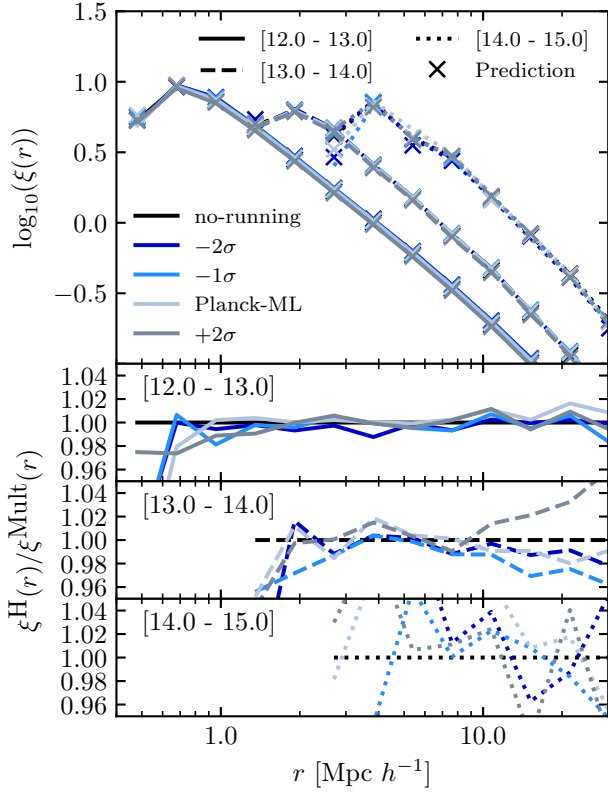 [12.0 - 13.0] [14.0 - 15.0]
[13.0 - 14.0] Prediction
1.5
1.0
0.5
0.0
−0.5
log₁₀(ξ(r))
no-running
−2σ
−1σ
Planck-ML
+2σ
[12.0 - 13.0]
1.04
1.02
1.00
0.98
0.96
[13.0 - 14.0]
1.04
1.02
1.00
0.98
0.96
ξᴴ(r)/ξᴹᵘˡᵗ(r)
[14.0 - 15.0]
1.04
1.02
1.00
0.98
0.96
1.0 10.0
r [Mpc h⁻¹]